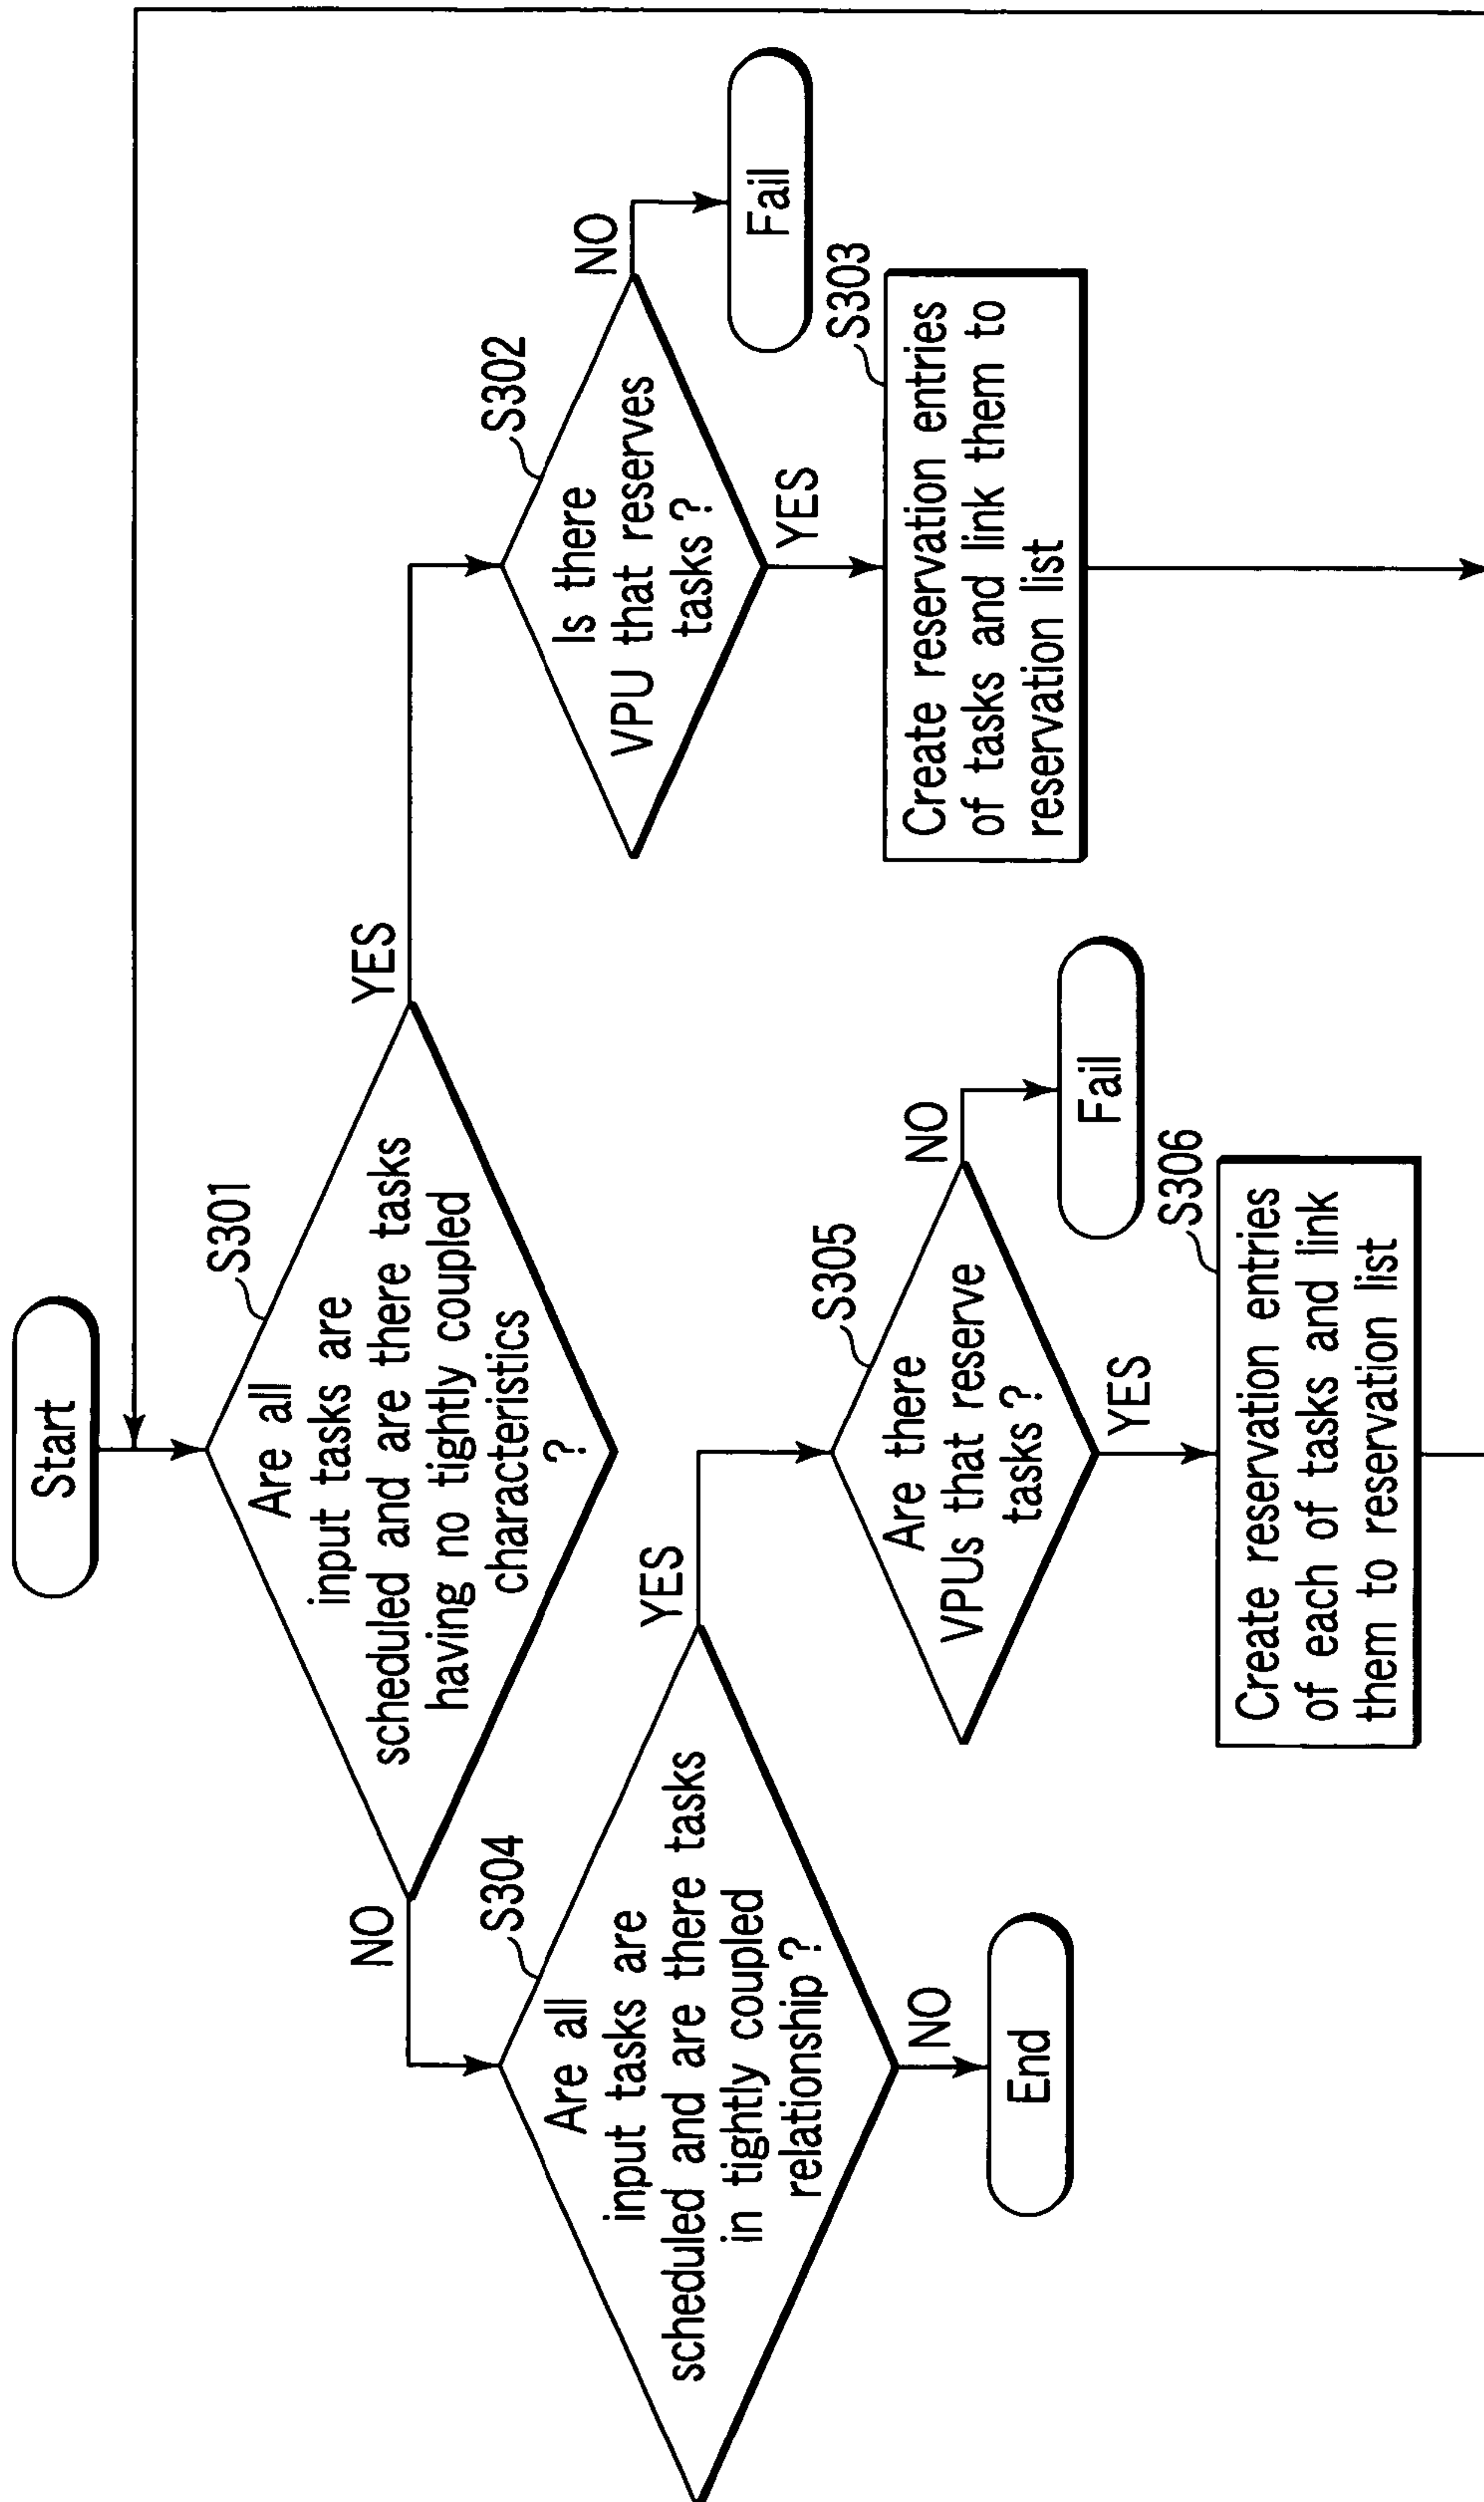 Start
S301
Are all
input tasks are
scheduled and are there tasks
having no tightly coupled
characteristics
?
YES
NO
S302
Is there
VPU that reserves
tasks ?
NO
Fail
YES
S303
Create reservation entries
of tasks and link them to
reservation list
S304
Are all
input tasks are
scheduled and are there tasks
in tightly coupled
relationship ?
YES
NO
End
S305
Are there
VPUs that reserve
tasks ?
NO
Fail
YES
S306
Create reservation entries
of each of tasks and link
them to reservation list